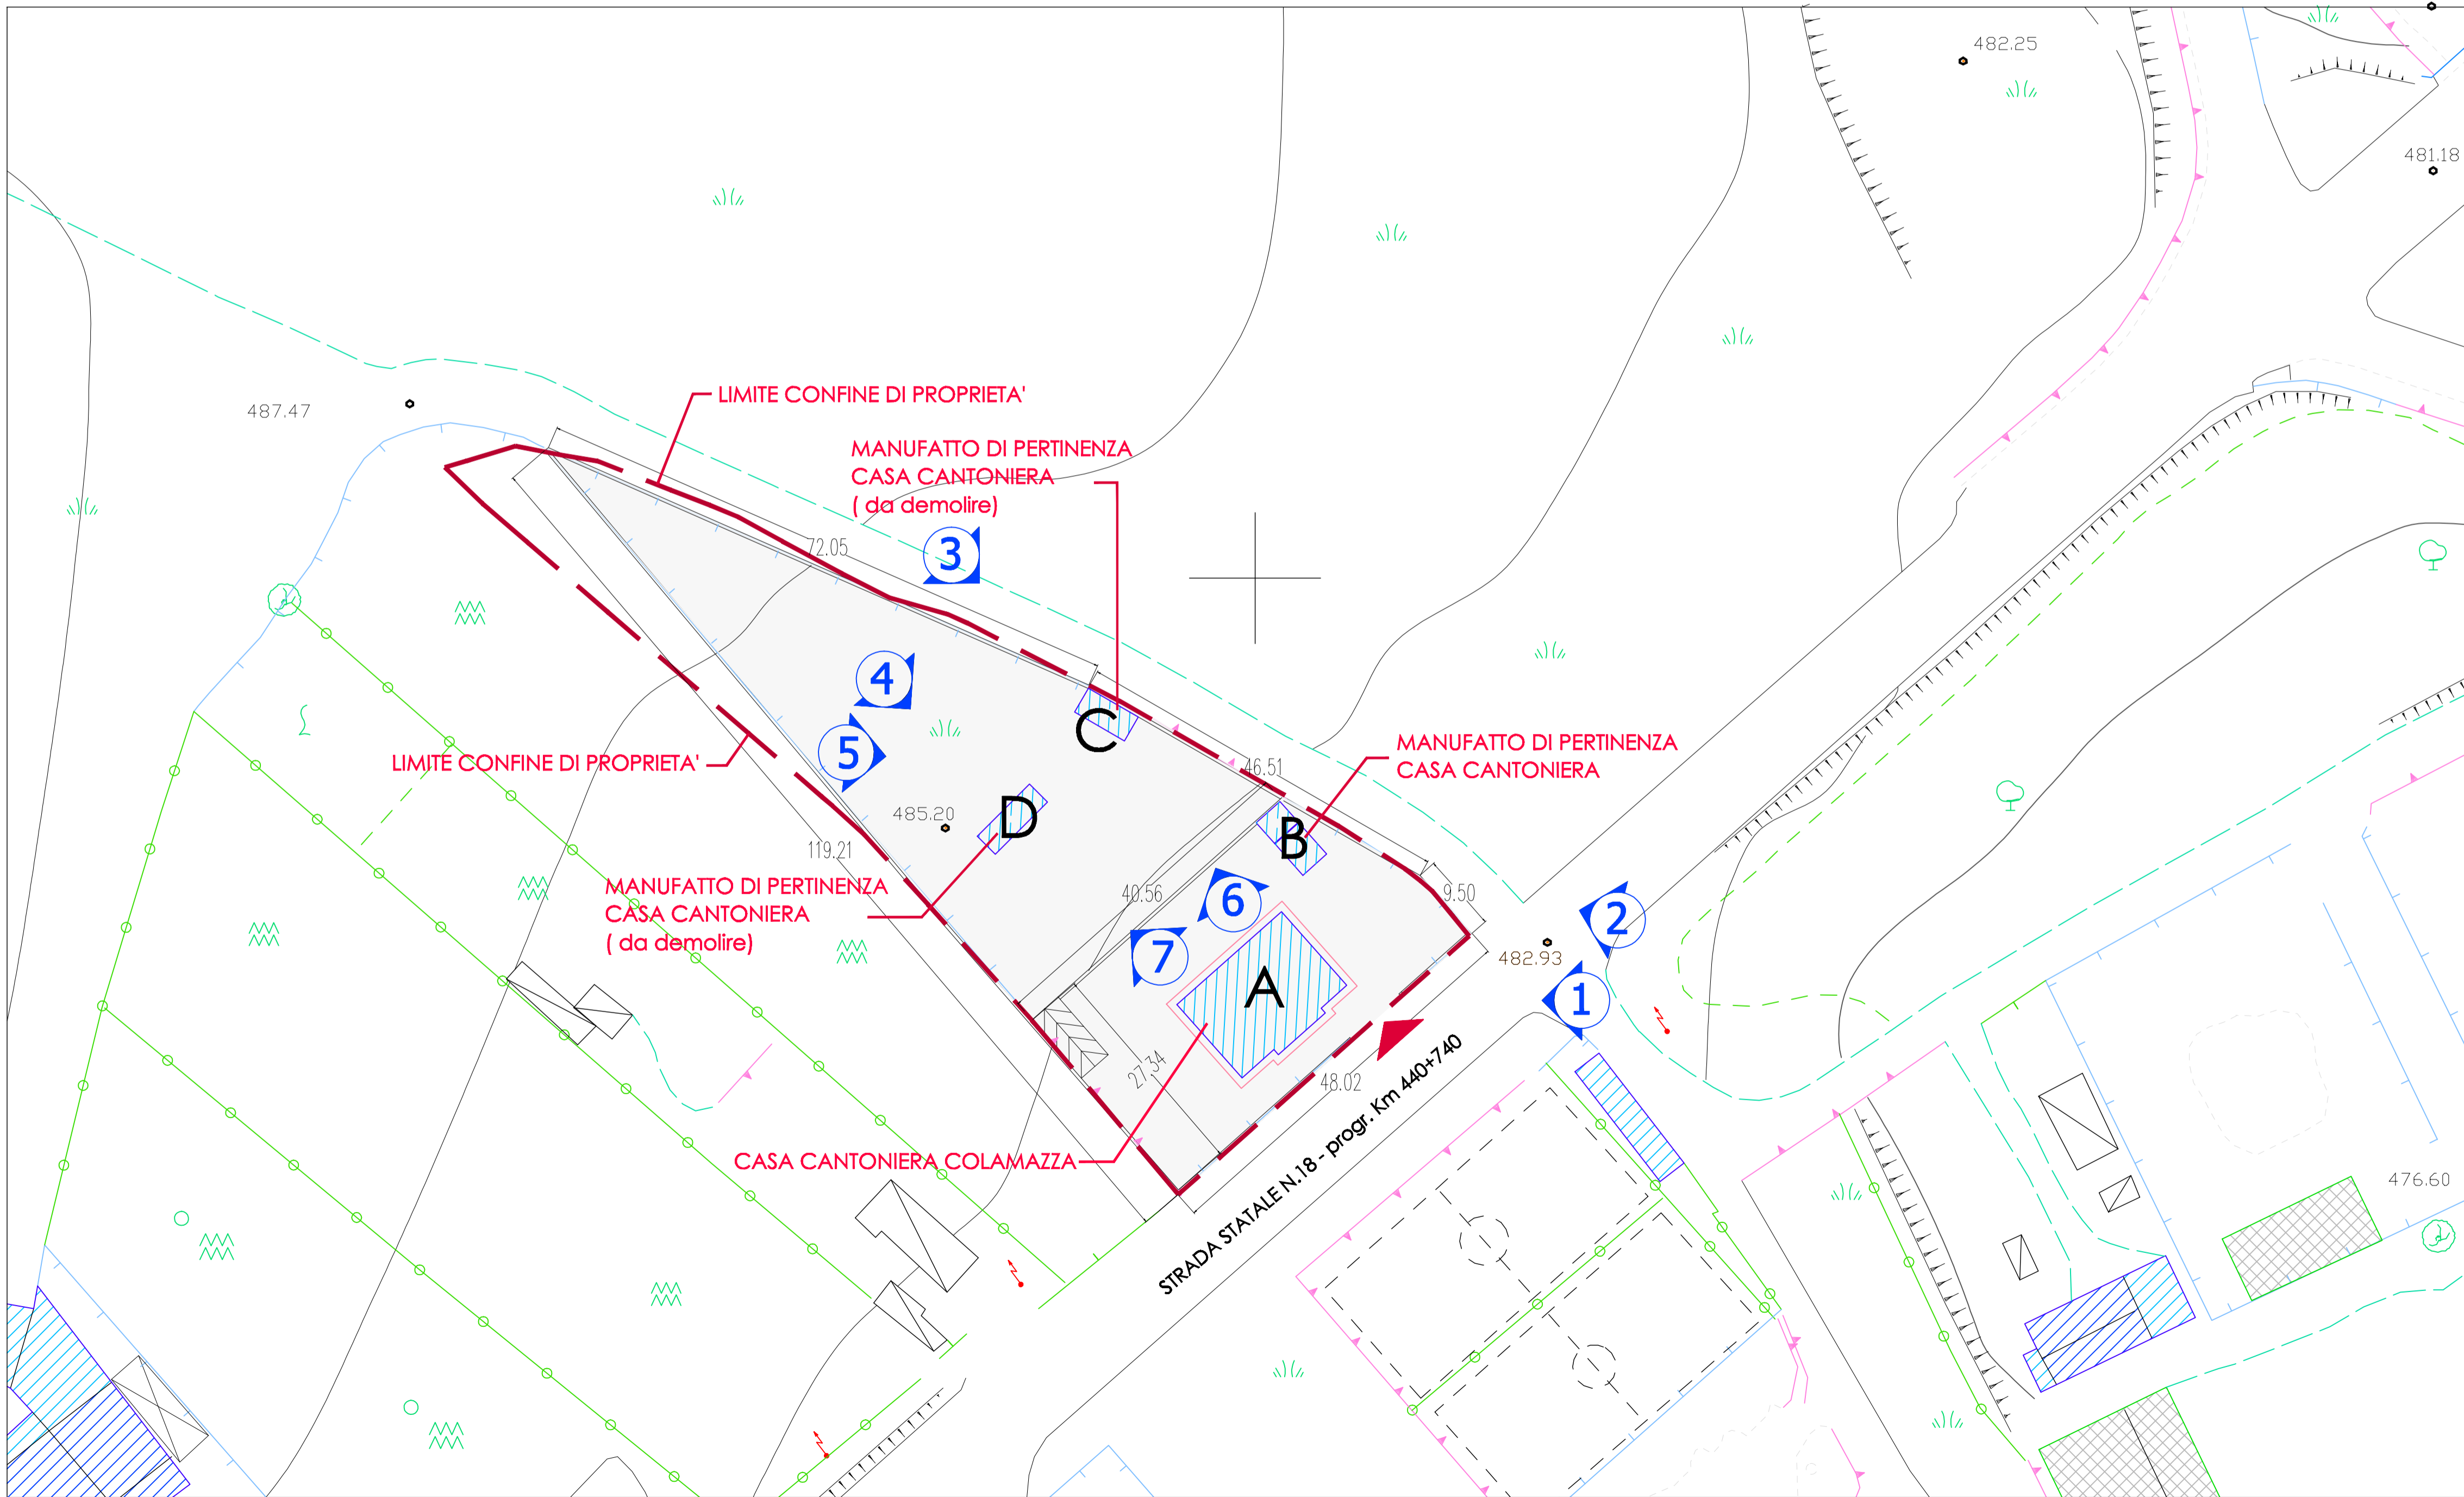 482.25
481.18
487.47
LIMITE CONFINE DI PROPRIETA'
MANUFATTO DI PERTINENZA
CASA CANTONIERA
( da demolire)
3
72.05
4
C
5
LIMITE CONFINE DI PROPRIETA'
46.51
MANUFATTO DI PERTINENZA
CASA CANTONIERA
485.20
D
B
119.21
MANUFATTO DI PERTINENZA
CASA CANTONIERA
( da demolire)
40.56
6
9.50
2
7
482.93
A
1
27.34
48.02
CASA CANTONIERA COLAMAZZA
STRADA STATALE N.18 - progr. Km 440+740
476.60